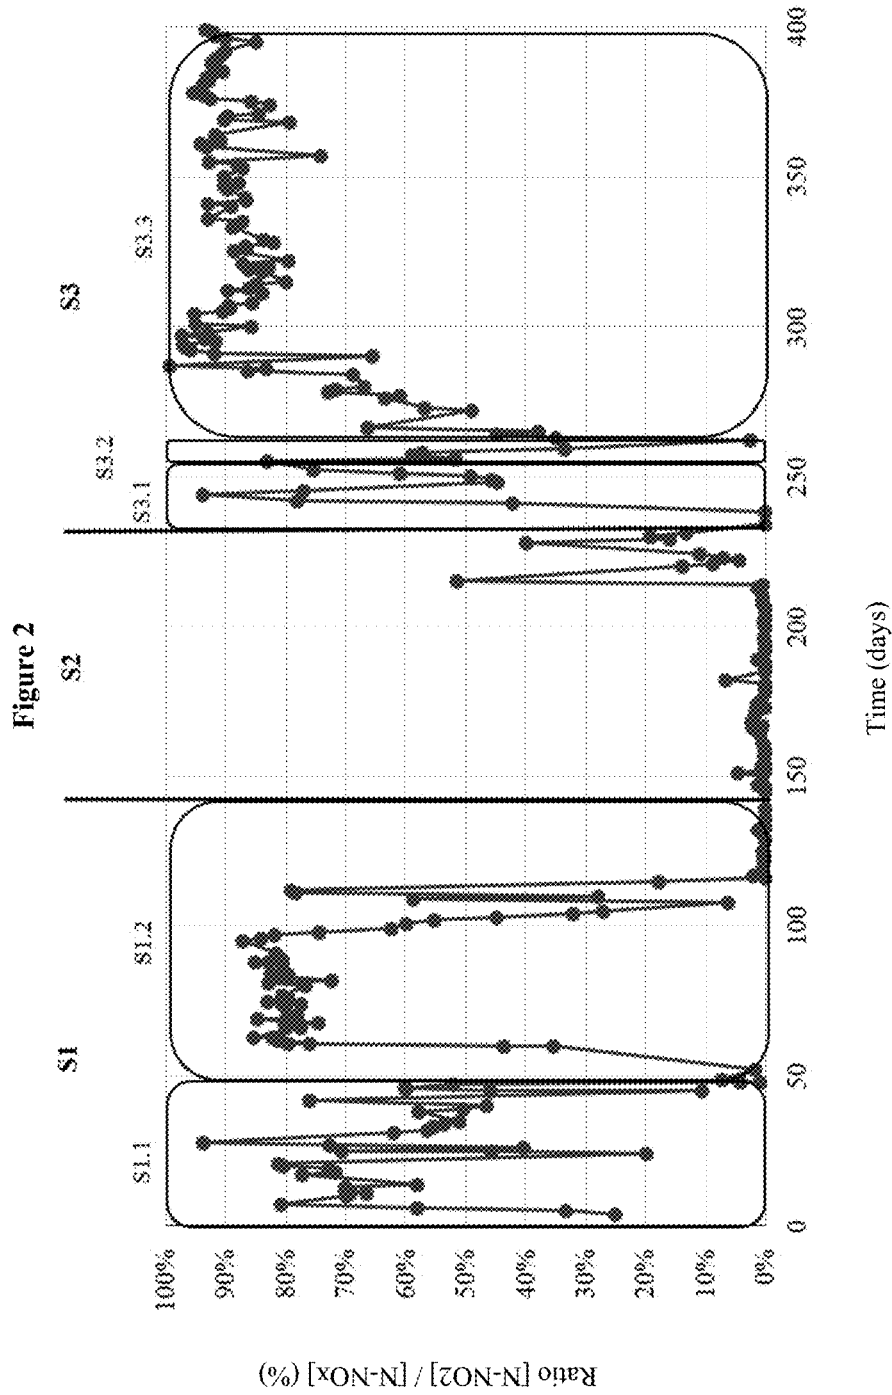 Figure 2
S1
S2
S3
S1.1
S1.2
S3.1
S3.2
S3.3
100%
90%
80%
70%
60%
50%
40%
30%
20%
10%
0%
Ratio [N-NO2] / [N-NOx] (%)
0
50
100
150
200
250
300
350
400
Time (days)